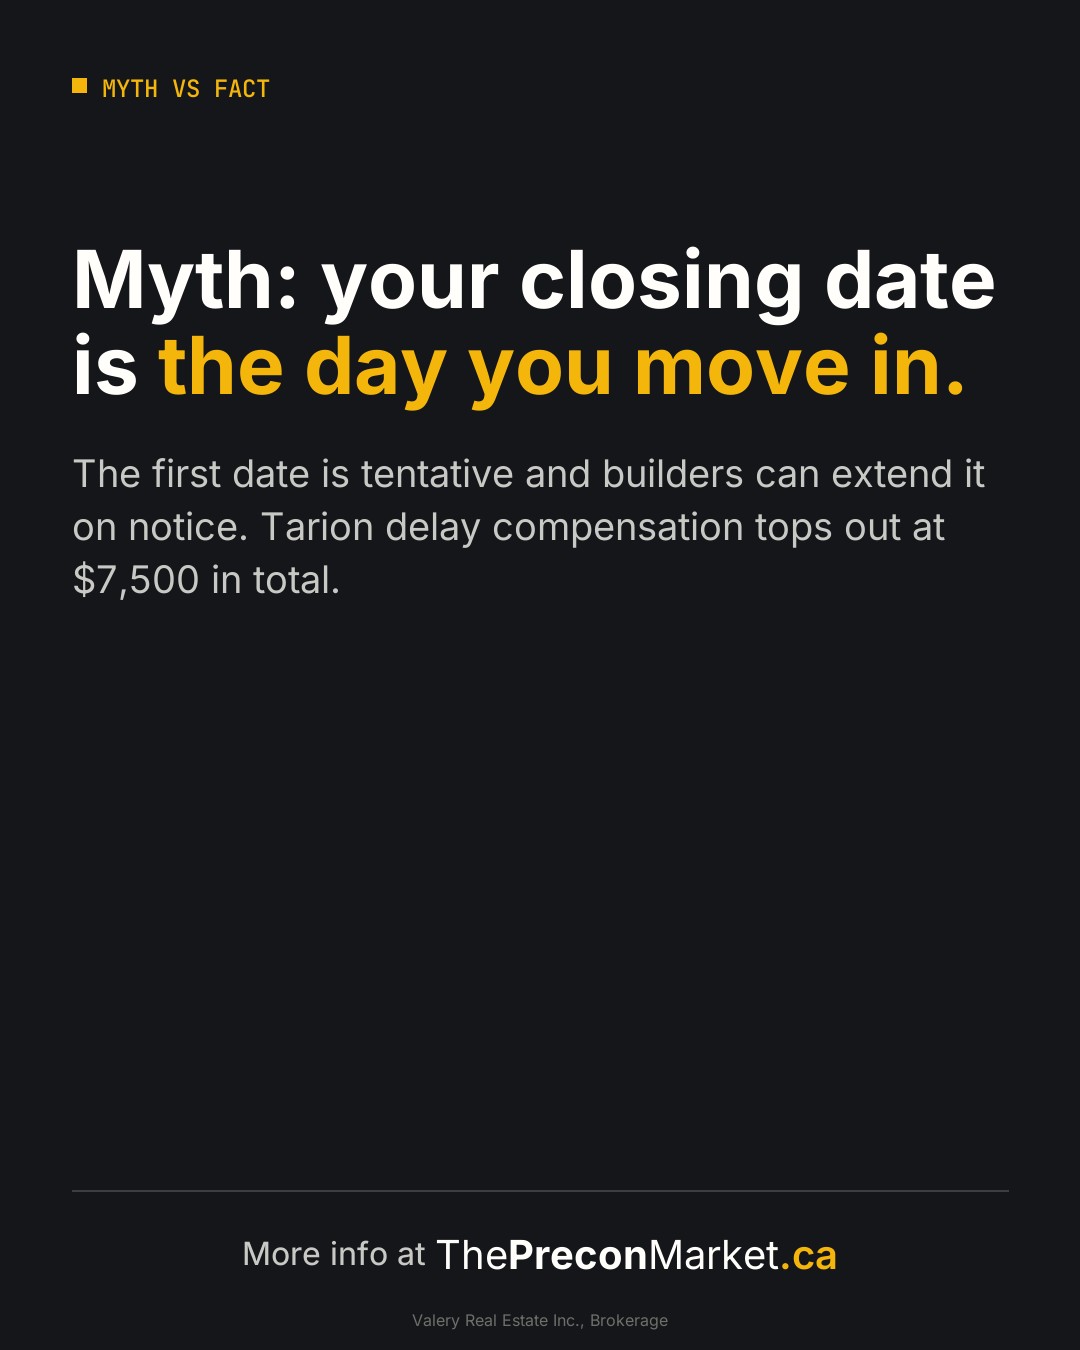 MYTH VS FACT
Myth: your closing date
is the day you move in.
The first date is tentative and builders can extend it
on notice. Tarion delay compensation tops out at
$7,500 in total.
More info at ThePreconMarket.ca
Valery Real Estate Inc., Brokerage